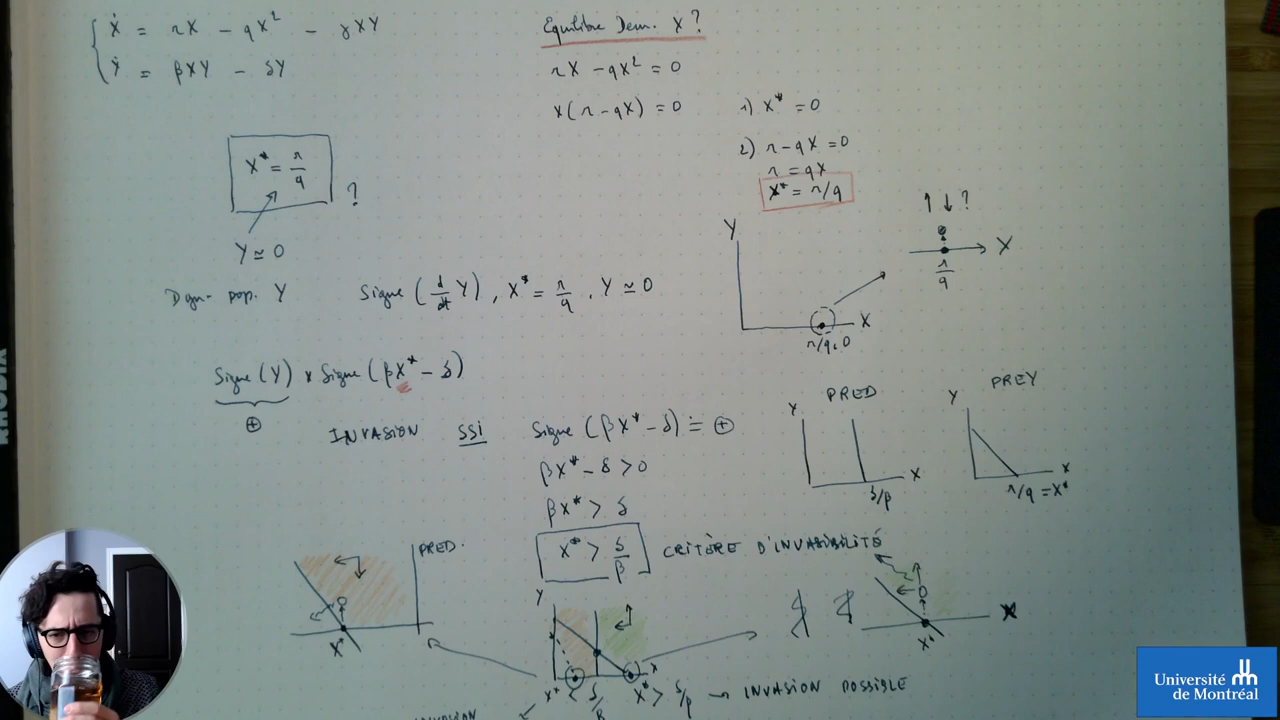 Ẋ = rX - qX² - γXY
Ẏ = βXY - δY
X* = r/q ?
Y ≃ 0
Dyn. pop. Y
Signe (d/dt Y), X* = r/q, Y ≃ 0
Signe (Y) x Signe (βX* - δ)
⊕
INVASION SSI Signe (βX* - δ) ≐ ⊕
βX* - δ > 0
βX* > δ
X* > δ/β CRITÈRE D'INVASIBILITÉ
Equilibre Dem. X ?
rX - qX² = 0
X(r - qX) = 0
1) X* = 0
2) r - qX = 0
r = qX
X* = r/q
Y
X
r/q, 0
↑ ↓ ?
X
r/q
PRED
Y
X
δ/β
PREY
Y
X
r/q = X*
PRED.
X*
Y
X
X* < δ/β
X* > δ/β → INVASION POSSIBLE
X
X*
INVASION
Université
de Montréal